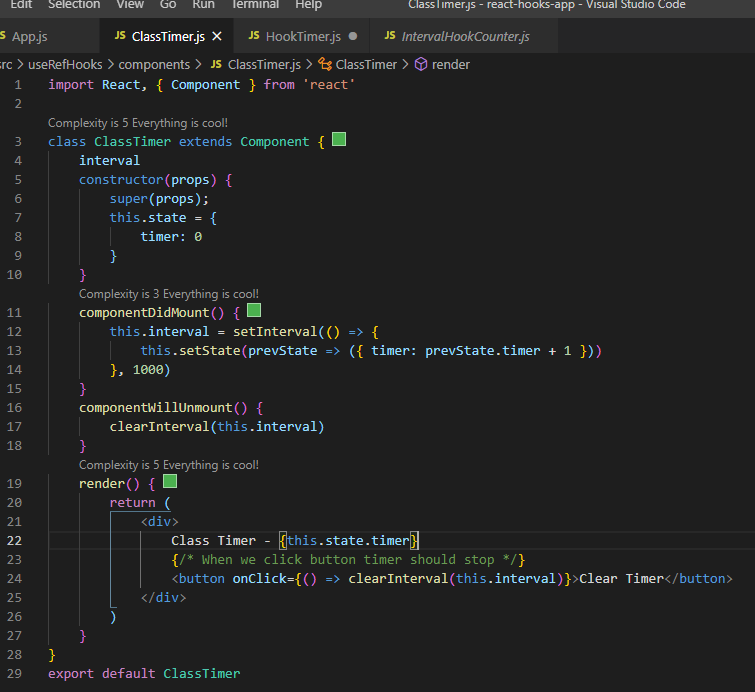 Edit Selection View Go Run Terminal Help ClassTimer.js - react-hooks-app - Visual Studio Code
JS App.js JS ClassTimer.js × JS HookTimer.js ● JS IntervalHookCounter.js
src > useRefHooks > components > JS ClassTimer.js > ClassTimer > render
1 import React, { Component } from 'react'
2
Complexity is 5 Everything is cool!
3 class ClassTimer extends Component {
4     interval
5     constructor(props) {
6         super(props);
7         this.state = {
8             timer: 0
9         }
10     }
Complexity is 3 Everything is cool!
11     componentDidMount() {
12         this.interval = setInterval(() => {
13             this.setState(prevState => ({ timer: prevState.timer + 1 }))
14         }, 1000)
15     }
16     componentWillUnmount() {
17         clearInterval(this.interval)
18     }
Complexity is 5 Everything is cool!
19     render() {
20         return (
21             <div>
22                 Class Timer - {this.state.timer}
23                 {/* When we click button timer should stop */}
24                 <button onClick={() => clearInterval(this.interval)}>Clear Timer</button>
25             </div>
26         )
27     }
28 }
29 export default ClassTimer